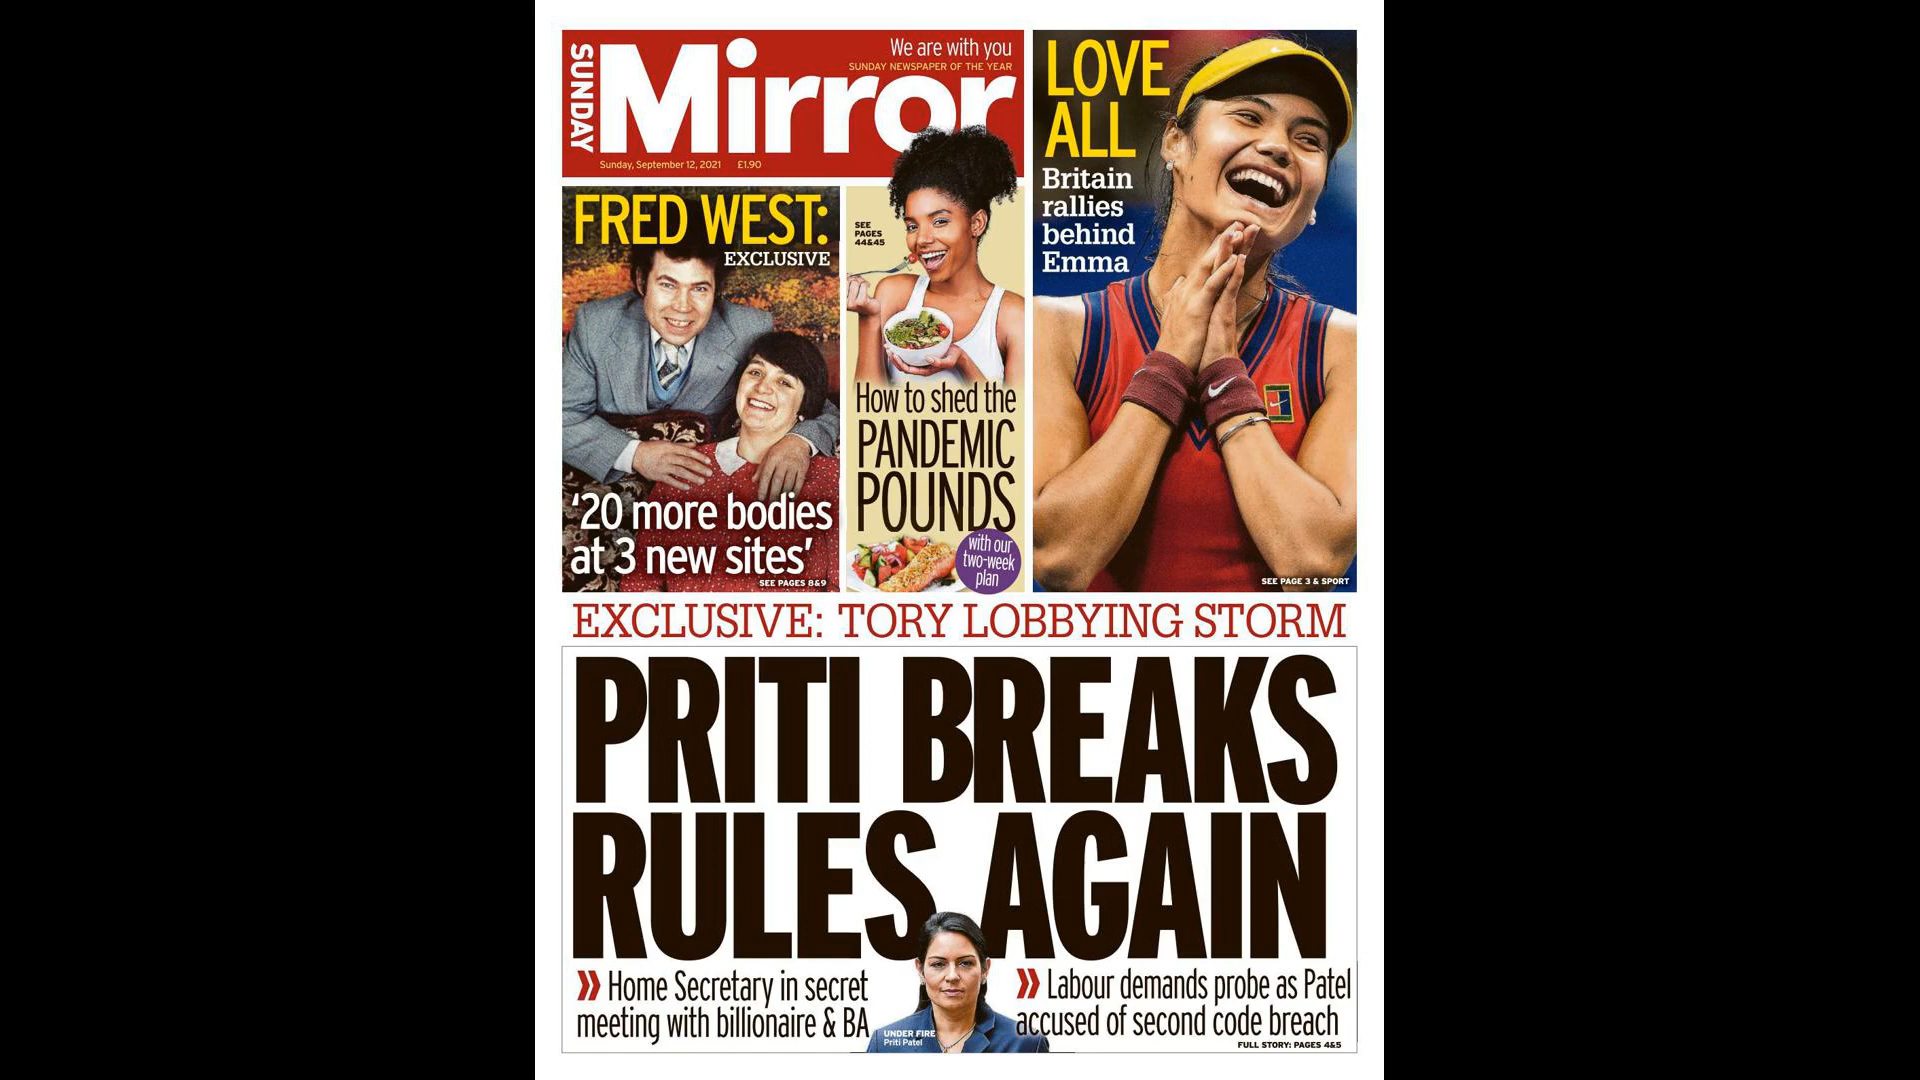 SUNDAY
Mirror
We are with you
SUNDAY NEWSPAPER OF THE YEAR
Sunday, September 12, 2021 £1.90
FRED WEST:
EXCLUSIVE
'20 more bodies
at 3 new sites'
SEE PAGES 8&9
SEE
PAGES
44&45
How to shed the
PANDEMIC
POUNDS
with our
two-week
plan
LOVE
ALL
Britain
rallies
behind
Emma
SEE PAGE 3 & SPORT
EXCLUSIVE: TORY LOBBYING STORM
PRITI BREAKS
RULES AGAIN
» Home Secretary in secret
meeting with billionaire & BA
UNDER FIRE
Priti Patel
» Labour demands probe as Patel
accused of second code breach
FULL STORY: PAGES 4&5